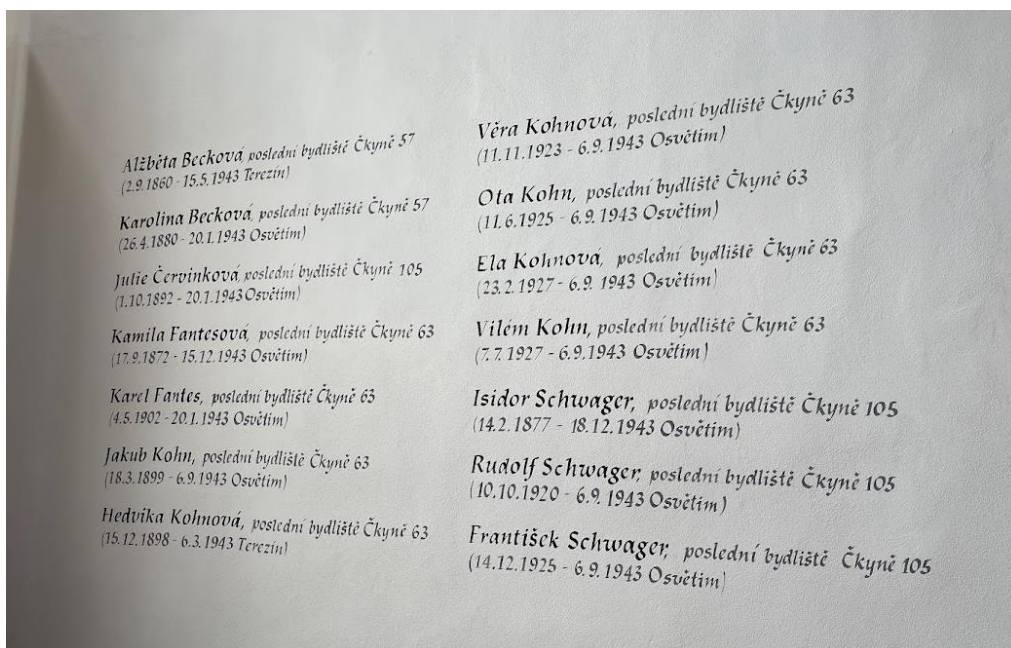 Alžběta Becková, poslední bydliště Čkyně 57
(2.9.1860 - 15.5.1943 Terezín)
Karolina Becková, poslední bydliště Čkyně 57
(26.4.1880 - 20.1.1943 Osvětim)
Julie Červinková, poslední bydliště Čkyně 105
(1.10.1892 - 20.1.1943 Osvětim)
Kamila Fantesová, poslední bydliště Čkyně 63
(17.9.1872 - 15.12.1943 Osvětim)
Karel Fantes, poslední bydliště Čkyně 63
(4.5.1902 - 20.1.1943 Osvětim)
Jakub Kohn, poslední bydliště Čkyně 63
(18.3.1899 - 6.9.1943 Osvětim)
Hedvika Kohnová, poslední bydliště Čkyně 63
(15.12.1898 - 6.3.1943 Terezín)
Věra Kohnová, poslední bydliště Čkyně 63
(11.11.1923 - 6.9.1943 Osvětim)
Ota Kohn, poslední bydliště Čkyně 63
(11.6.1925 - 6.9.1943 Osvětim)
Ela Kohnová, poslední bydliště Čkyně 63
(23.2.1927 - 6.9.1943 Osvětim)
Vilém Kohn, poslední bydliště Čkyně 63
(7.7.1927 - 6.9.1943 Osvětim)
Isidor Schwager, poslední bydliště Čkyně 105
(14.2.1877 - 18.12.1943 Osvětim)
Rudolf Schwager, poslední bydliště Čkyně 105
(10.10.1920 - 6.9.1943 Osvětim)
František Schwager, poslední bydliště Čkyně 105
(14.12.1925 - 6.9.1943 Osvětim)